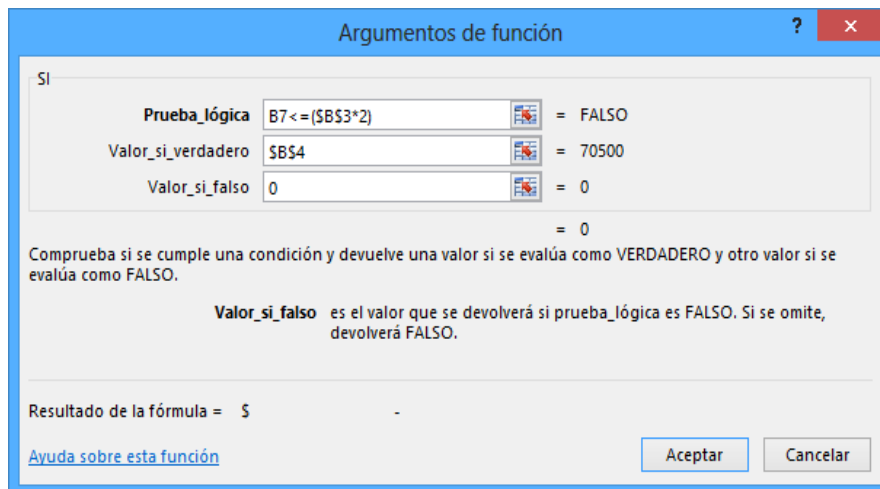 Argumentos de función
?
SI
Prueba_lógica B7<=($B$3*2) = FALSO
Valor_si_verdadero $B$4 = 70500
Valor_si_falso 0 = 0
= 0
Comprueba si se cumple una condición y devuelve una valor si se evalúa como VERDADERO y otro valor si se
evalúa como FALSO.
Valor_si_falso es el valor que se devolverá si prueba_lógica es FALSO. Si se omite,
devolverá FALSO.
Resultado de la fórmula = $ -
Ayuda sobre esta función
Aceptar Cancelar